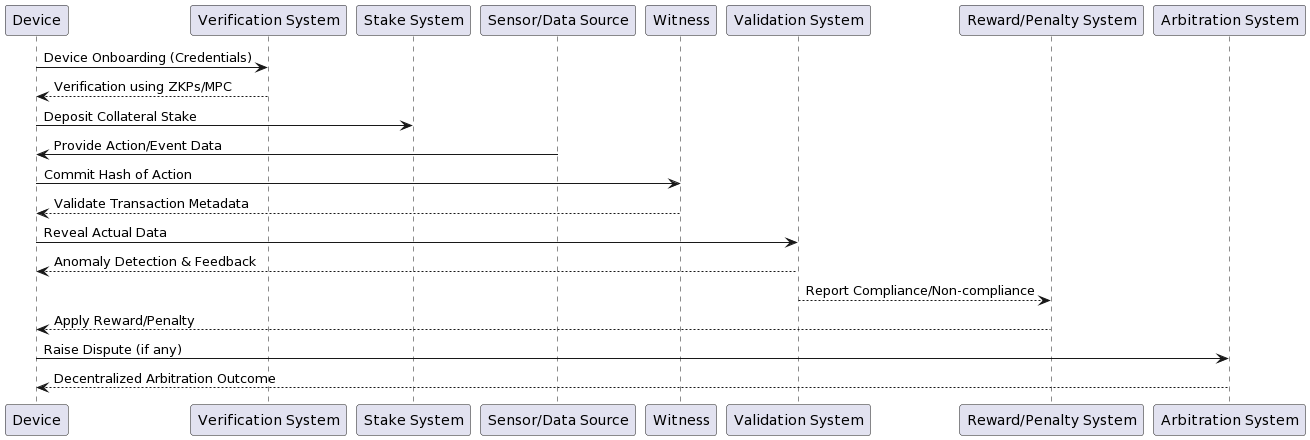 Device
Verification System
Stake System
Sensor/Data Source
Witness
Validation System
Reward/Penalty System
Arbitration System
Device Onboarding (Credentials)
Verification using ZKPs/MPC
Deposit Collateral Stake
Provide Action/Event Data
Commit Hash of Action
Validate Transaction Metadata
Reveal Actual Data
Anomaly Detection & Feedback
Report Compliance/Non-compliance
Apply Reward/Penalty
Raise Dispute (if any)
Decentralized Arbitration Outcome
Device
Verification System
Stake System
Sensor/Data Source
Witness
Validation System
Reward/Penalty System
Arbitration System